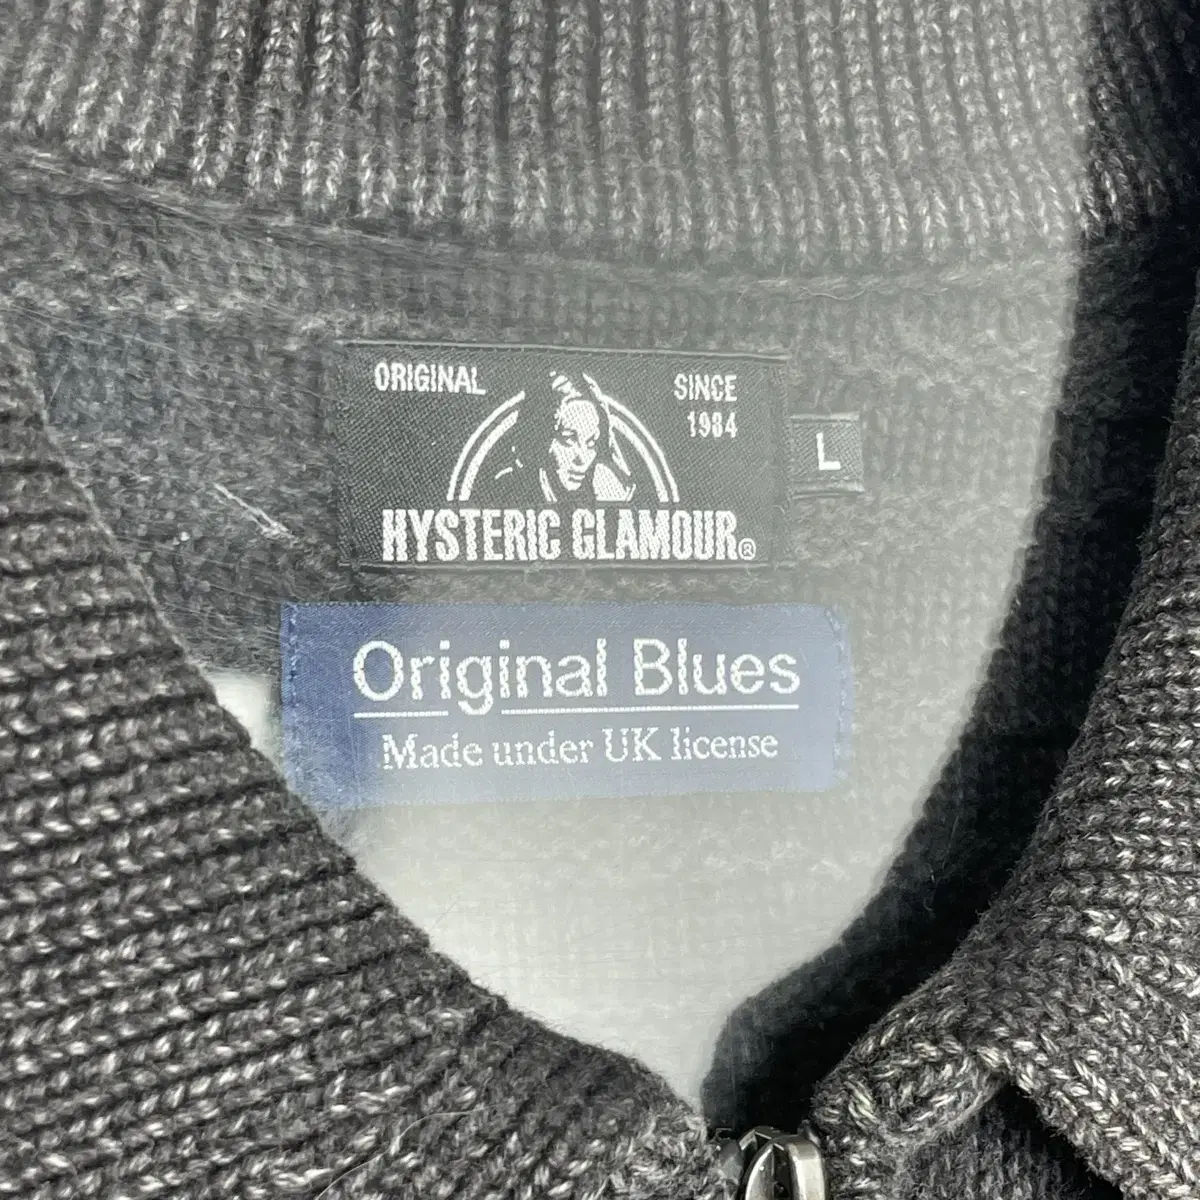 ORIGINAL
SINCE
1984
L
HYSTERIC GLAMOUR®
Original Blues
Made under UK license